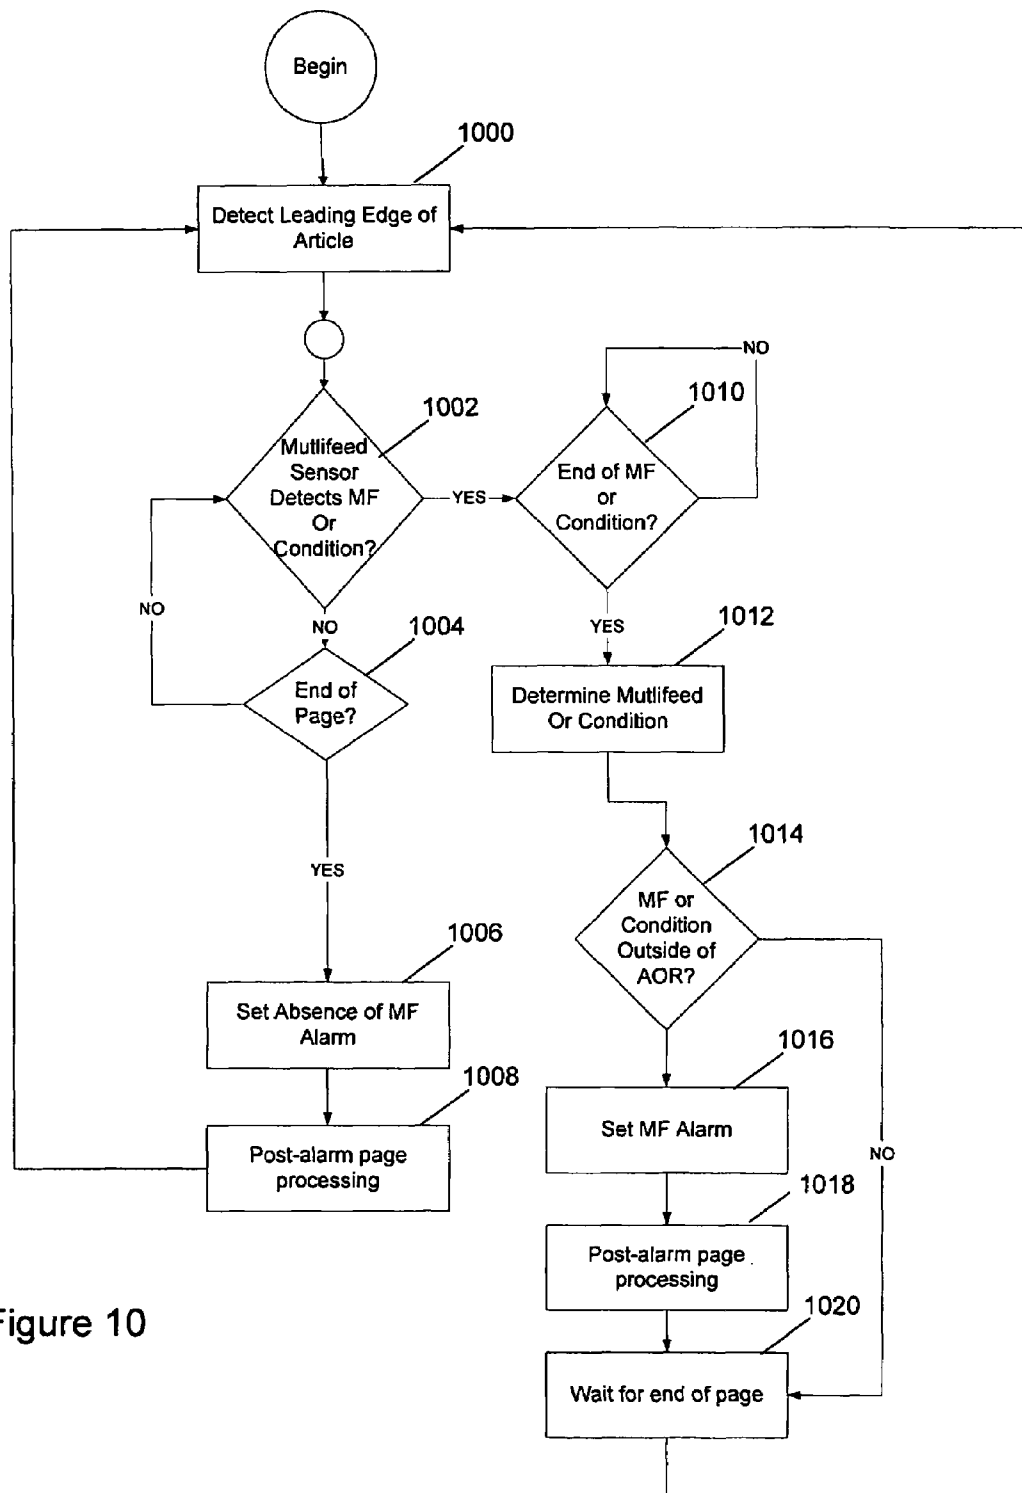 Begin
1000
Detect Leading Edge of
Article
1002
Mutlifeed
Sensor
Detects MF
Or
Condition?
YES
NO
1010
End of MF
or
Condition?
NO
NO
1004
End of
Page?
YES
1012
Determine Mutlifeed
Or Condition
YES
1014
MF or
Condition
Outside of
AOR?
1006
Set Absence of MF
Alarm
1016
Set MF Alarm
1008
Post-alarm page
processing
NO
1018
Post-alarm page
processing
1020
Wait for end of page
Figure 10